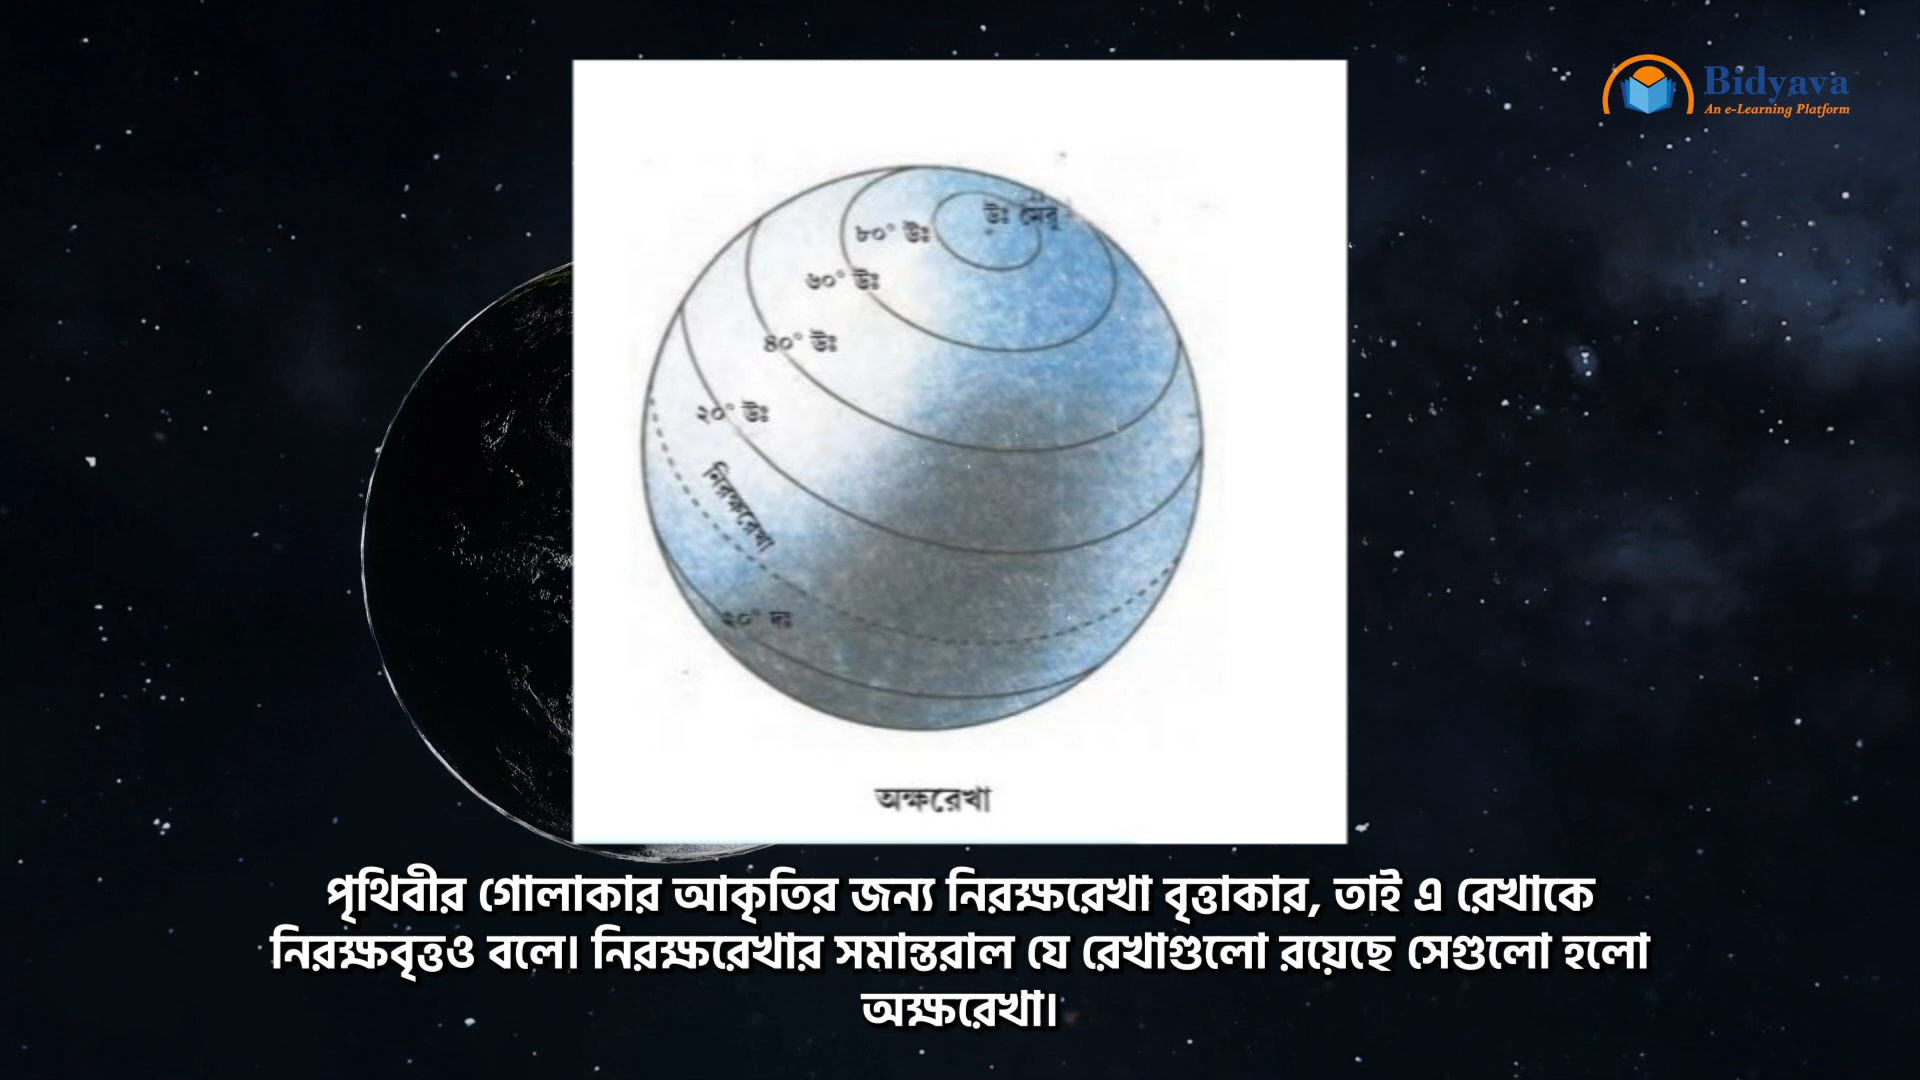 Bidyava
An e-Learning Platform
উঃ মেরু
৮০° উঃ
৬০° উঃ
৪০° উঃ
২০° উঃ
নিরক্ষরেখা
২০° দঃ
অক্ষরেখা
পৃথিবীর গোলাকার আকৃতির জন্য নিরক্ষরেখা বৃত্তাকার, তাই এ রেখাকে
নিরক্ষবৃত্তও বলে। নিরক্ষরেখার সমান্তরাল যে রেখাগুলো রয়েছে সেগুলো হলো
অক্ষরেখা।